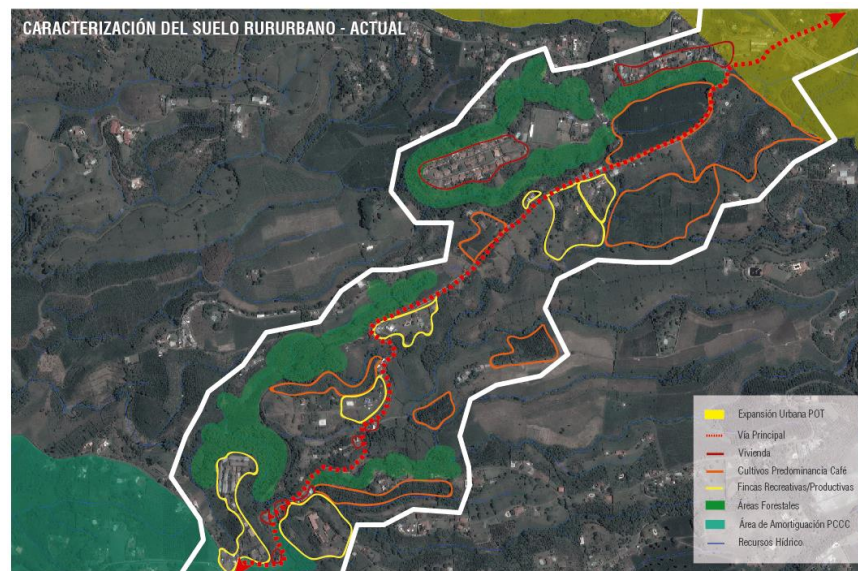 CARACTERIZACIÓN DEL SUELO RURURBANO - ACTUAL
Expansión Urbana POT
Vía Principal
Vivienda
Cultivos Predominancia Café
Fincas Recreativas/Productivas
Áreas Forestales
Área de Amortiguación PCCC
Recursos Hídrico